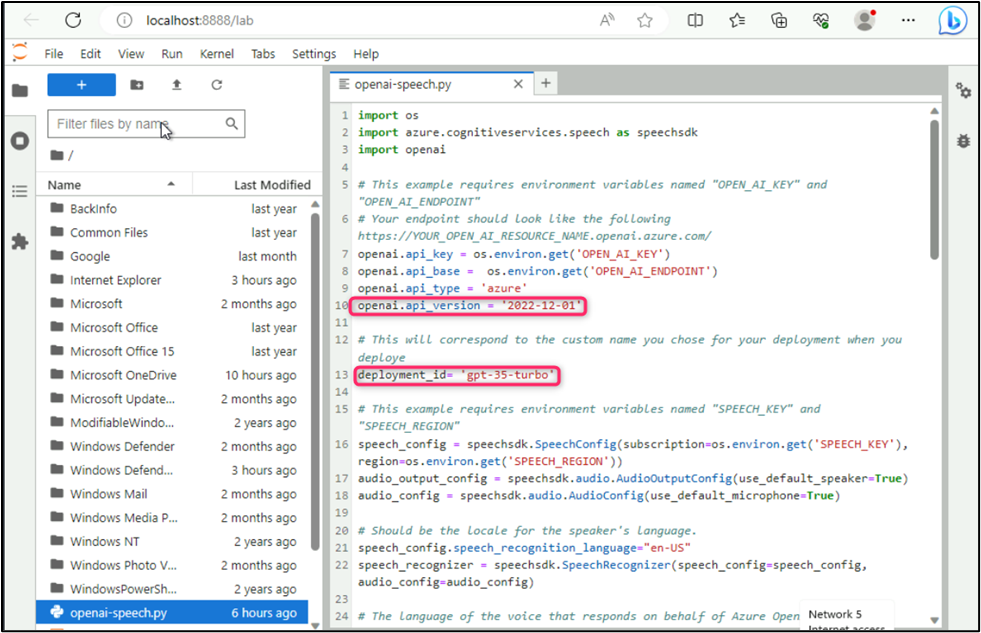 localhost:8888/lab
File Edit View Run Kernel Tabs Settings Help
+
Filter files by name
/
Name Last Modified
BackInfo last year
Common Files last year
Google last month
Internet Explorer 3 hours ago
Microsoft 2 months ago
Microsoft Office last year
Microsoft Office 15 last year
Microsoft OneDrive 10 hours ago
Microsoft Update... 2 months ago
ModifiableWindo... 2 years ago
Windows Defender 2 months ago
Windows Defend... 3 hours ago
Windows Mail 2 months ago
Windows Media P... 2 months ago
Windows NT 2 years ago
Windows Photo V... 2 months ago
WindowsPowerSh... 2 years ago
openai-speech.py 6 hours ago
openai-speech.py
1 import os
2 import azure.cognitiveservices.speech as speechsdk
3 import openai
4
5 # This example requires environment variables named "OPEN_AI_KEY" and
"OPEN_AI_ENDPOINT"
6 # Your endpoint should look like the following
https://YOUR_OPEN_AI_RESOURCE_NAME.openai.azure.com/
7 openai.api_key = os.environ.get('OPEN_AI_KEY')
8 openai.api_base =  os.environ.get('OPEN_AI_ENDPOINT')
9 openai.api_type = 'azure'
10 openai.api_version = '2022-12-01'
11
12 # This will correspond to the custom name you chose for your deployment when you
deploye
13 deployment_id= 'gpt-35-turbo'
14
15 # This example requires environment variables named "SPEECH_KEY" and
"SPEECH_REGION"
16 speech_config = speechsdk.SpeechConfig(subscription=os.environ.get('SPEECH_KEY'),
region=os.environ.get('SPEECH_REGION'))
17 audio_output_config = speechsdk.audio.AudioOutputConfig(use_default_speaker=True)
18 audio_config = speechsdk.audio.AudioConfig(use_default_microphone=True)
19
20 # Should be the locale for the speaker's language.
21 speech_config.speech_recognition_language="en-US"
22 speech_recognizer = speechsdk.SpeechRecognizer(speech_config=speech_config,
audio_config=audio_config)
23
24 # The language of the voice that responds on behalf of Azure Open
Network 5
Internet access